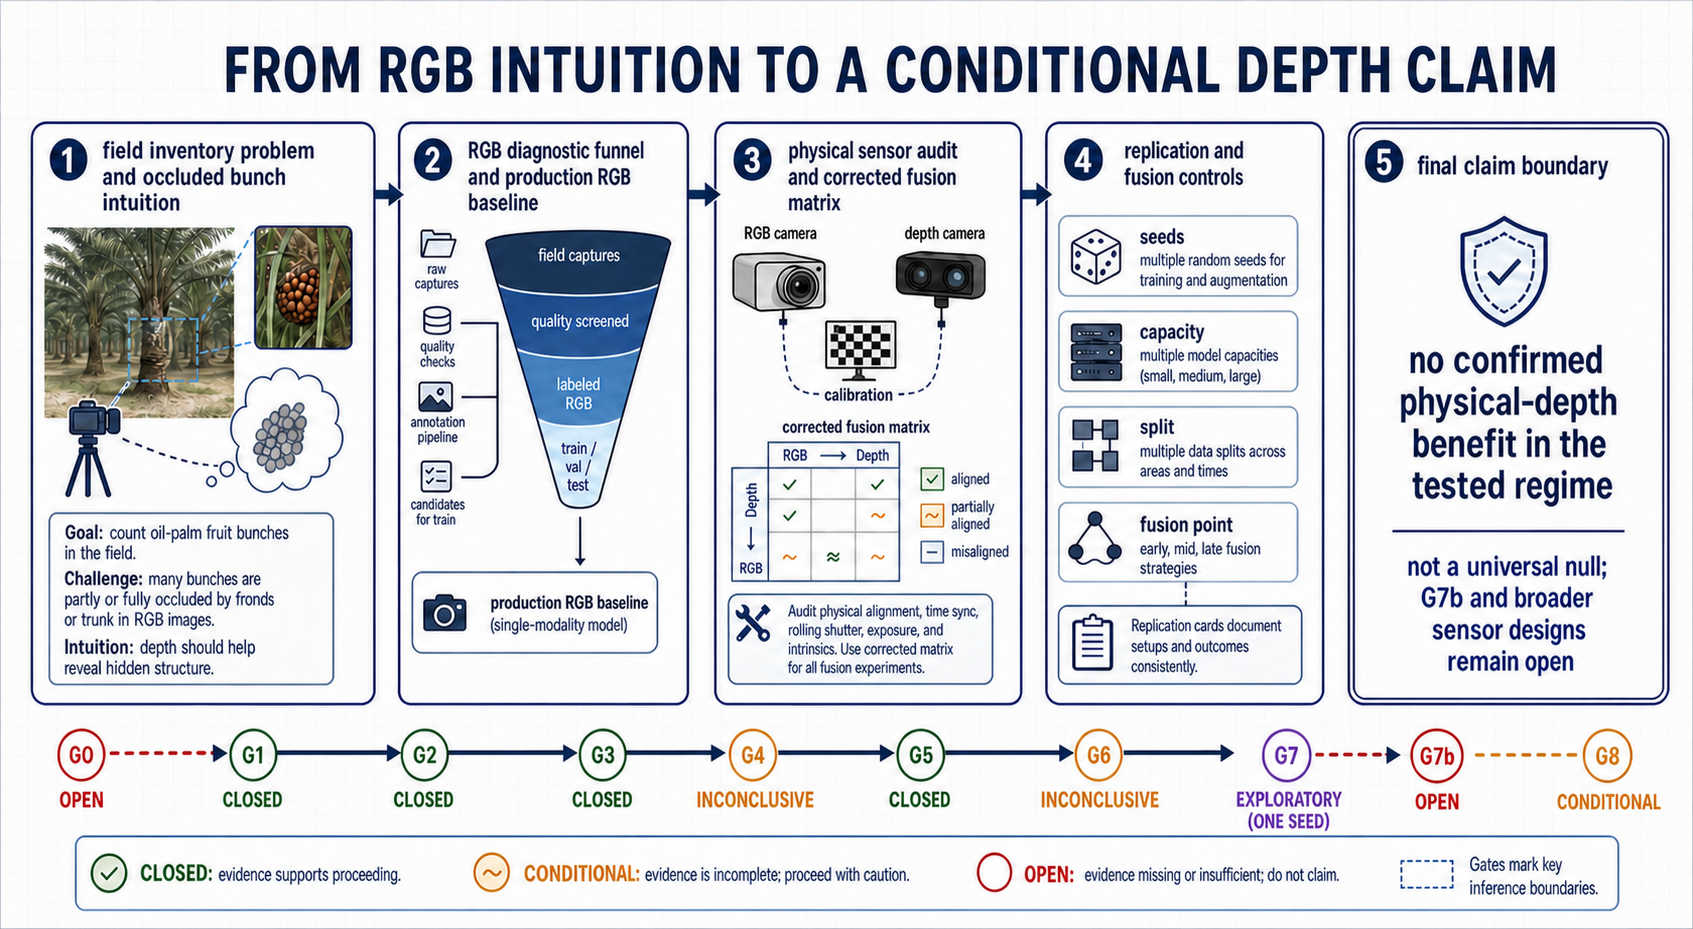 FROM RGB INTUITION TO A CONDITIONAL DEPTH CLAIM
1
field inventory problem
and occluded bunch
intuition
Goal: count oil-palm fruit bunches
in the field.
Challenge: many bunches are
partly or fully occluded by fronds
or trunk in RGB images.
Intuition: depth should help
reveal hidden structure.
2
RGB diagnostic funnel
and production RGB
baseline
raw
captures
quality
checks
annotation
pipeline
candidates
for train
field captures
quality screened
labeled
RGB
train /
val /
test
production RGB baseline
(single-modality model)
3
physical sensor audit
and corrected fusion
matrix
RGB camera
depth camera
calibration
corrected fusion matrix
RGB → Depth
Depth → RGB
✓ ✓
✓ ~
~ ≈ ~
✓ aligned
~ partially
aligned
– misaligned
Audit physical alignment, time sync,
rolling shutter, exposure, and
intrinsics. Use corrected matrix
for all fusion experiments.
4
replication and
fusion controls
seeds
multiple random seeds for
training and augmentation
capacity
multiple model capacities
(small, medium, large)
split
multiple data splits across
areas and times
fusion point
early, mid, late fusion
strategies
Replication cards document
setups and outcomes
consistently.
5
final claim boundary
no confirmed
physical-depth
benefit in the
tested regime
not a universal null;
G7b and broader
sensor designs
remain open
G0
OPEN
G1
CLOSED
G2
CLOSED
G3
CLOSED
G4
INCONCLUSIVE
G5
CLOSED
G6
INCONCLUSIVE
G7
EXPLORATORY
(ONE SEED)
G7b
OPEN
G8
CONDITIONAL
CLOSED: evidence supports proceeding.
CONDITIONAL: evidence is incomplete; proceed with caution.
OPEN: evidence missing or insufficient; do not claim.
Gates mark key
inference boundaries.